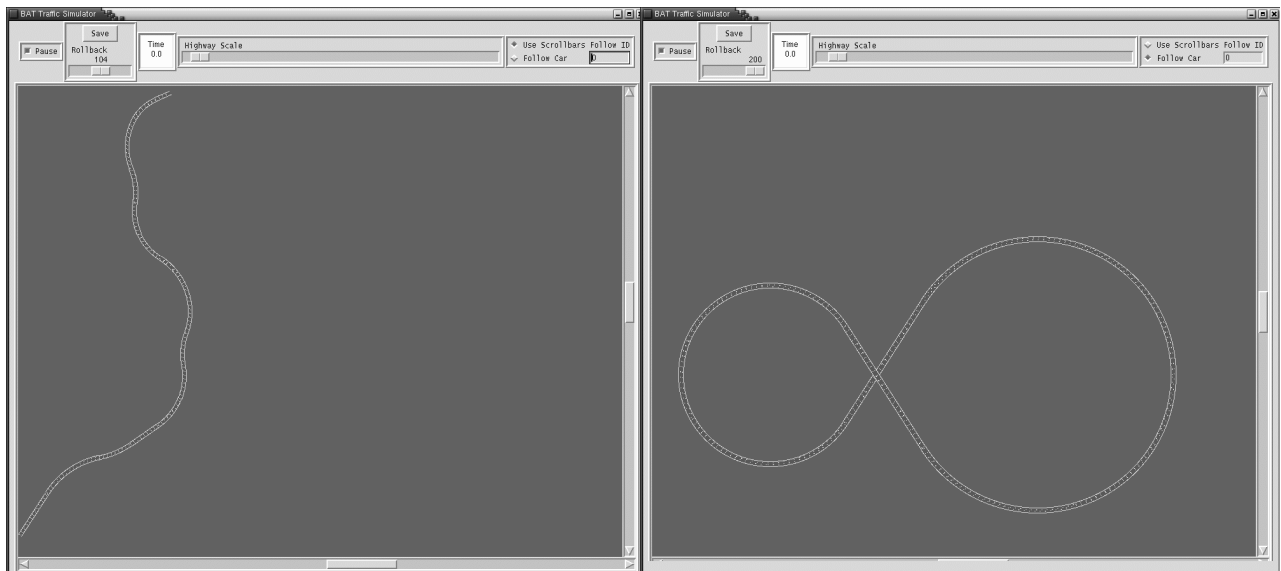 BAT Traffic Simulator
Save
Pause
Rollback
104
Time
0.0
Highway Scale
Use Scrollbars Follow ID
Follow Car 0
BAT Traffic Simulator
Save
Pause
Rollback
200
Time
0.0
Highway Scale
Use Scrollbars Follow ID
Follow Car 0